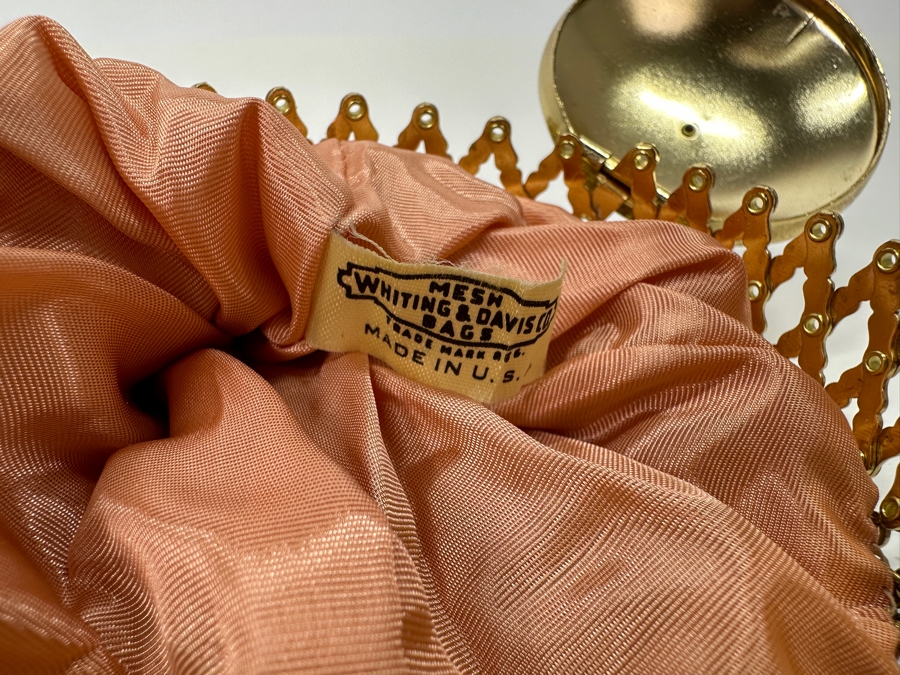 MESH
WHITING & DAVIS CO
BAGS
TRADE MARK REG.
MADE IN U.S.